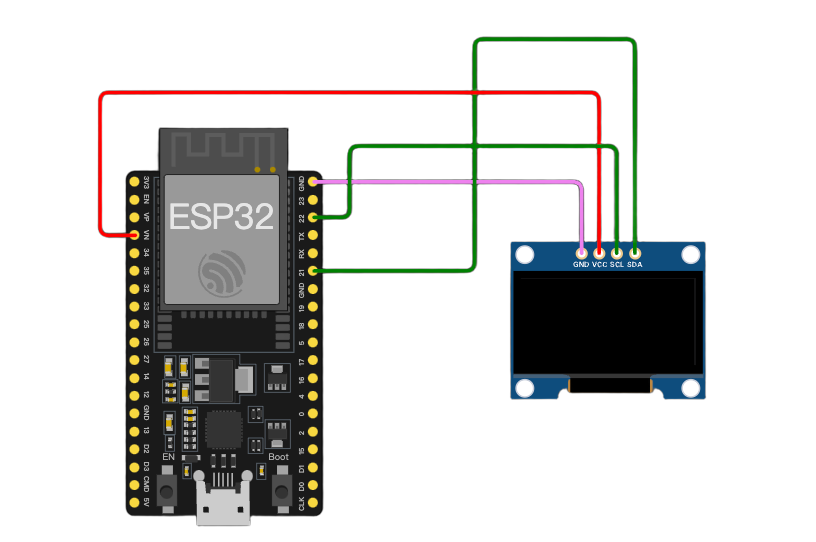 ESP32
3V3
EN
VP
VN
34
35
32
33
25
26
27
14
12
GND
13
D2
D3
CMD
5V
GND
23
22
TX
RX
21
GND
19
18
5
17
16
4
0
2
15
D1
D0
CLK
EN
Boot
GND VCC SCL SDA